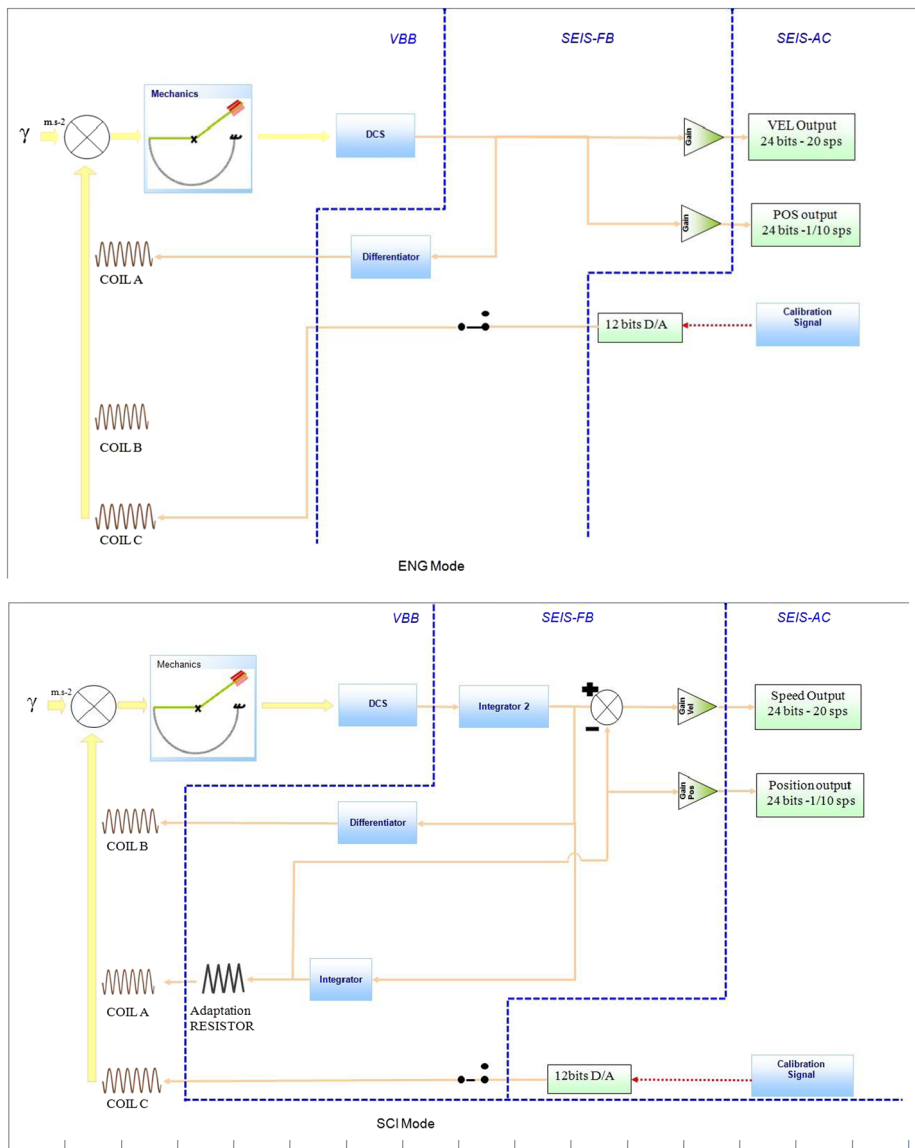 VBB
SEIS-FB
SEIS-AC
Mechanics
γ
m.s-2
DCS
Gain
VEL Output
24 bits - 20 sps
Gain
POS output
24 bits -1/10 sps
Differentiator
COIL A
12 bits D/A
Calibration
Signal
COIL B
COIL C
ENG Mode
VBB
SEIS-FB
SEIS-AC
Mechanics
γ
m.s-2
DCS
Integrator 2
+
-
Gain
Vel
Speed Output
24 bits - 20 sps
Gain
Pos
Position output
24 bits -1/10 sps
Differentiator
COIL B
Integrator
COIL A
Adaptation
RESISTOR
12bits D/A
Calibration
Signal
COIL C
SCI Mode